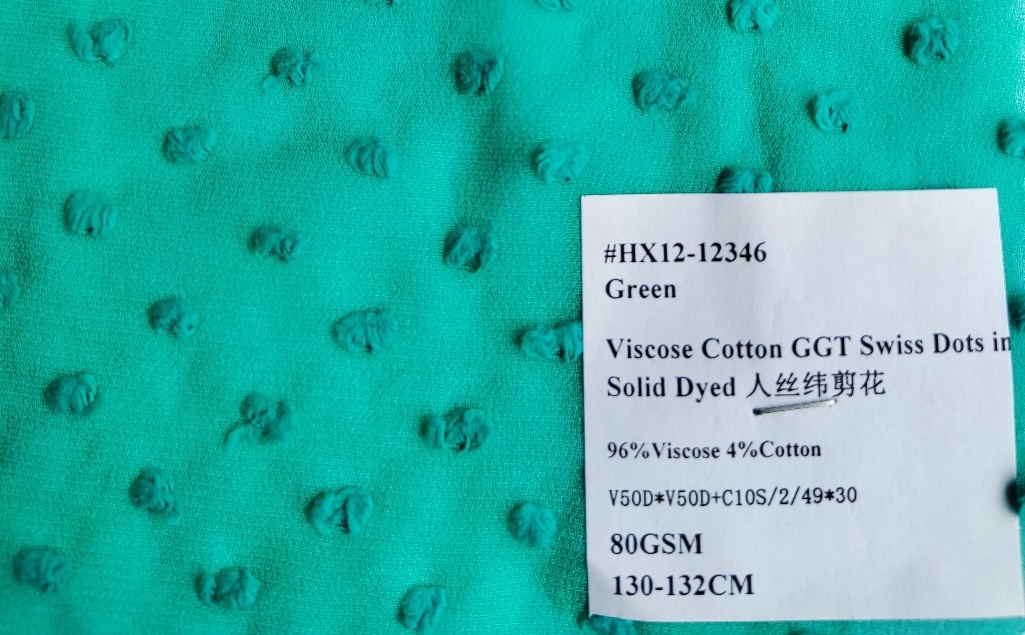 #HX12-12346
Green
Viscose Cotton GGT Swiss Dots in
Solid Dyed 人丝纬剪花
96%Viscose 4%Cotton
V50D*V50D+C10S/2/49*30
80GSM
130-132CM